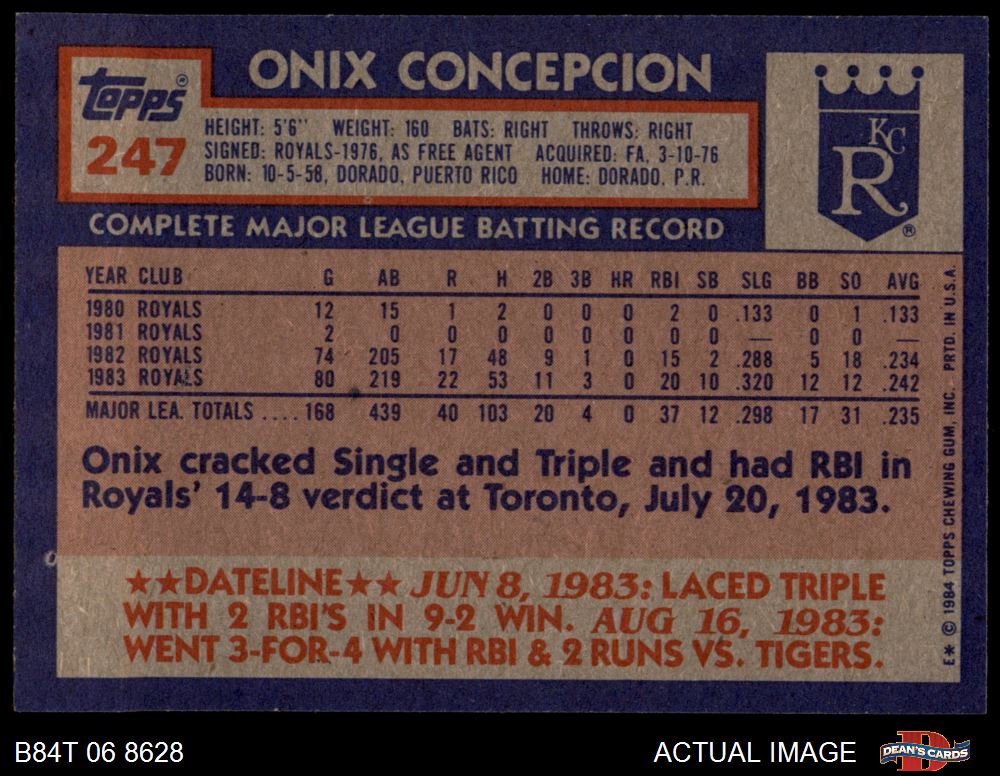 ONIX CONCEPCION
Topps®
247
HEIGHT: 5'6" WEIGHT: 160 BATS: RIGHT THROWS: RIGHT
SIGNED: ROYALS-1976, AS FREE AGENT ACQUIRED: FA, 3-10-76
BORN: 10-5-58, DORADO, PUERTO RICO HOME: DORADO, P.R.
KC
R®
COMPLETE MAJOR LEAGUE BATTING RECORD
YEAR CLUB G AB R H 2B 3B HR RBI SB SLG BB SO AVG
1980 ROYALS 12 15 1 2 0 0 0 2 0 .133 0 1 .133
1981 ROYALS 2 0 0 0 0 0 0 0 0 — 0 0 —
1982 ROYALS 74 205 17 48 9 1 0 15 2 .288 5 18 .234
1983 ROYALS 80 219 22 53 11 3 0 20 10 .320 12 12 .242
MAJOR LEA. TOTALS .... 168 439 40 103 20 4 0 37 12 .298 17 31 .235
Onix cracked Single and Triple and had RBI in
Royals' 14-8 verdict at Toronto, July 20, 1983.
★★DATELINE★★ JUN 8, 1983: LACED TRIPLE
WITH 2 RBI'S IN 9-2 WIN. AUG 16, 1983:
WENT 3-FOR-4 WITH RBI & 2 RUNS VS. TIGERS.
E* © 1984 TOPPS CHEWING GUM, INC. PRTD. IN U.S.A.
B84T 06 8628
ACTUAL IMAGE
DEAN'S CARDS